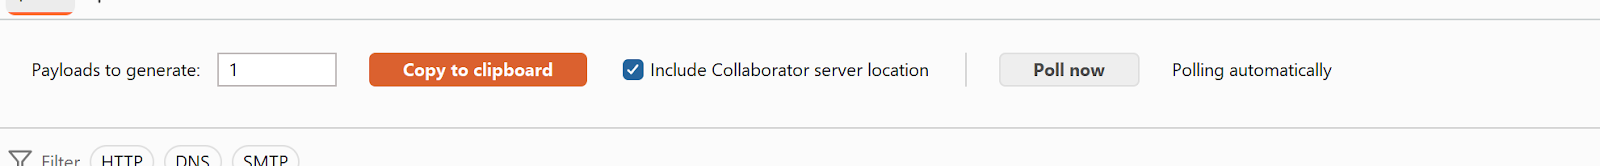 Payloads to generate: 1 Copy to clipboard Include Collaborator server location Poll now Polling automatically
Filter HTTP DNS SMTP